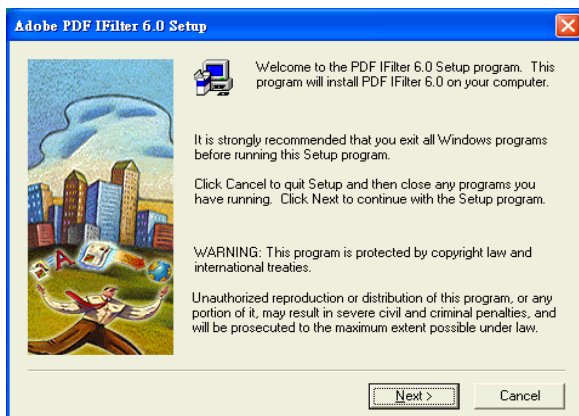 Adobe PDF IFilter 6.0 Setup
Welcome to the PDF IFilter 6.0 Setup program. This
program will install PDF IFilter 6.0 on your computer.
It is strongly recommended that you exit all Windows programs
before running this Setup program.
Click Cancel to quit Setup and then close any programs you
have running. Click Next to continue with the Setup program.
WARNING: This program is protected by copyright law and
international treaties.
Unauthorized reproduction or distribution of this program, or any
portion of it, may result in severe civil and criminal penalties, and
will be prosecuted to the maximum extent possible under law.
Next >
Cancel